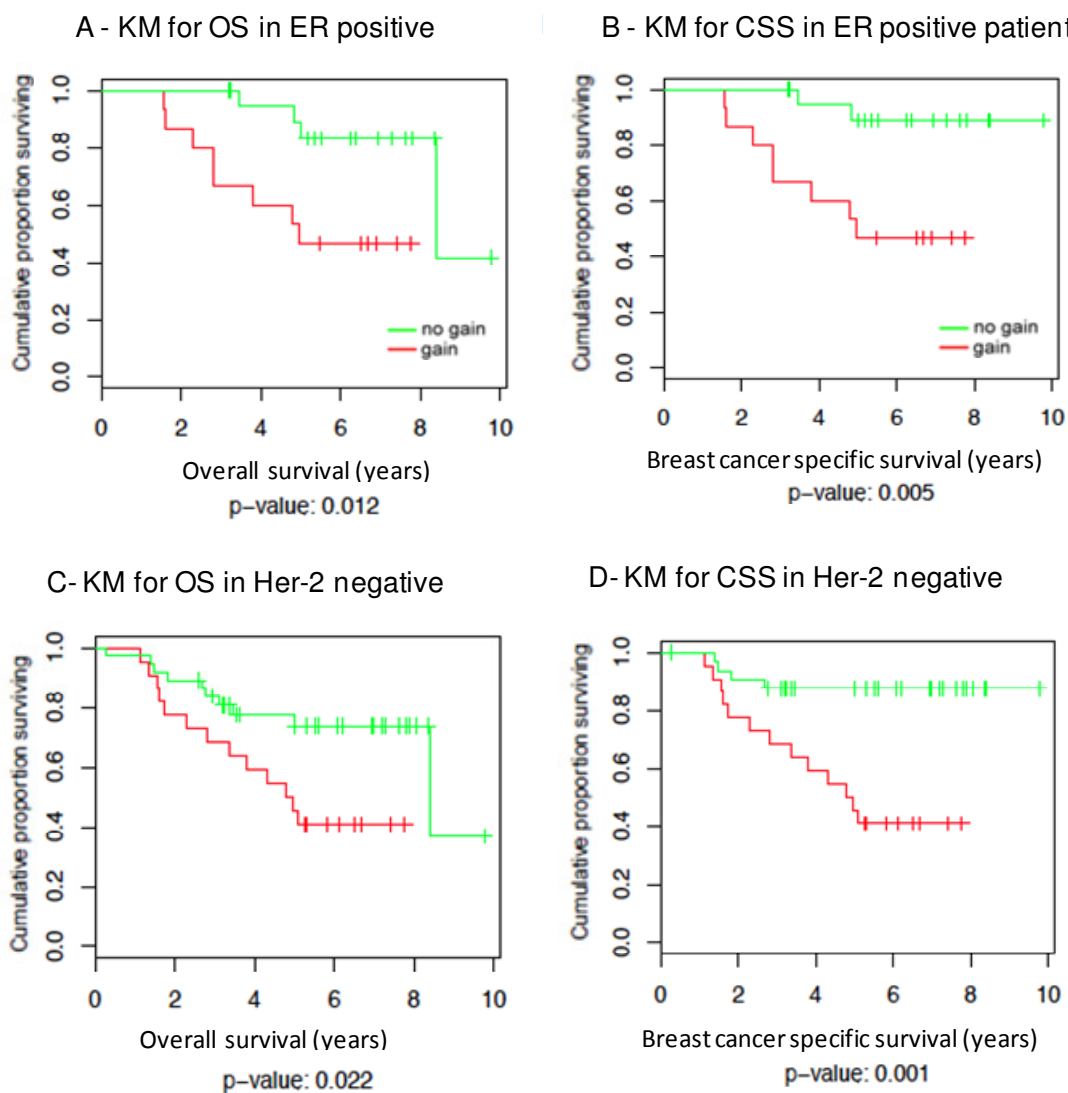 A - KM for OS in ER positive
B - KM for CSS in ER positive patient
Cumulative proportion surviving
1.0
0.8
0.6
0.4
0.2
0.0
no gain
gain
0 2 4 6 8 10
Overall survival (years)
p-value: 0.012
Cumulative proportion surviving
1.0
0.8
0.6
0.4
0.2
0.0
no gain
gain
0 2 4 6 8 10
Breast cancer specific survival (years)
p-value: 0.005
C- KM for OS in Her-2 negative
D- KM for CSS in Her-2 negative
Cumulative proportion surviving
1.0
0.8
0.6
0.4
0.2
0.0
0 2 4 6 8 10
Overall survival (years)
p-value: 0.022
Cumulative proportion surviving
1.0
0.8
0.6
0.4
0.2
0.0
0 2 4 6 8 10
Breast cancer specific survival (years)
p-value: 0.001